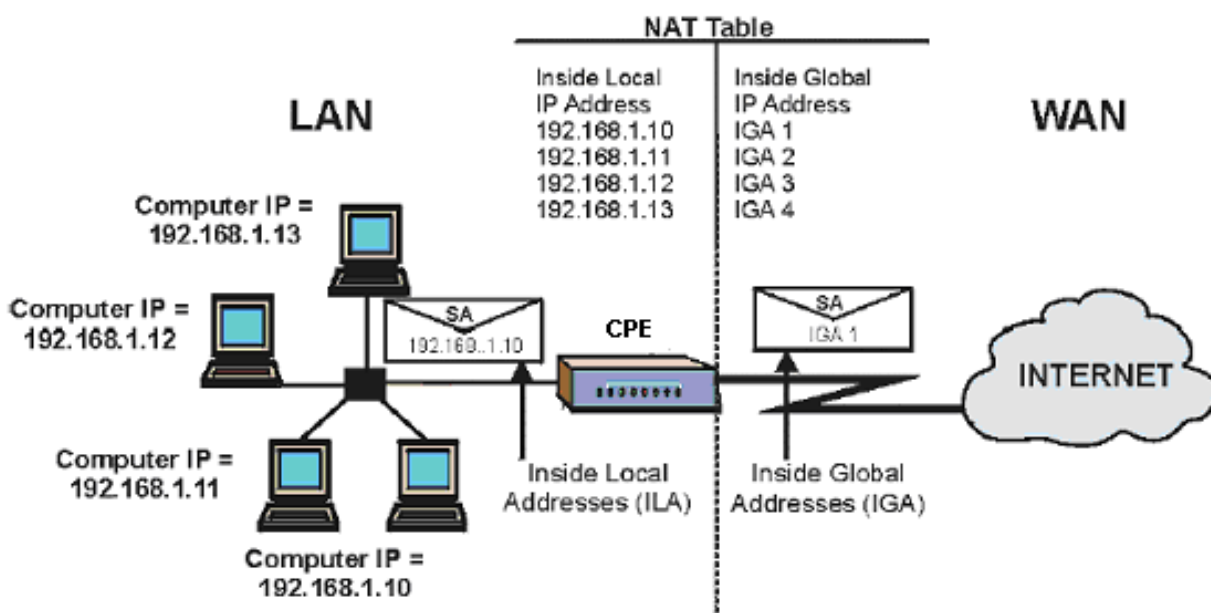 NAT Table
Inside Local
IP Address
192.168.1.10
192.168.1.11
192.168.1.12
192.168.1.13
Inside Global
IP Address
IGA 1
IGA 2
IGA 3
IGA 4
LAN
WAN
Computer IP =
192.168.1.13
Computer IP =
192.168.1.12
SA
192.168..1.10
CPE
SA
IGA 1
INTERNET
Computer IP =
192.168.1.11
Inside Local
Addresses (ILA)
Inside Global
Addresses (IGA)
Computer IP =
192.168.1.10